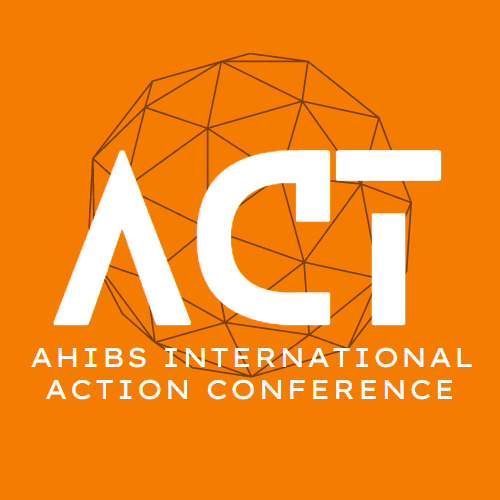 ACT
AHIBS INTERNATIONAL
ACTION CONFERENCE